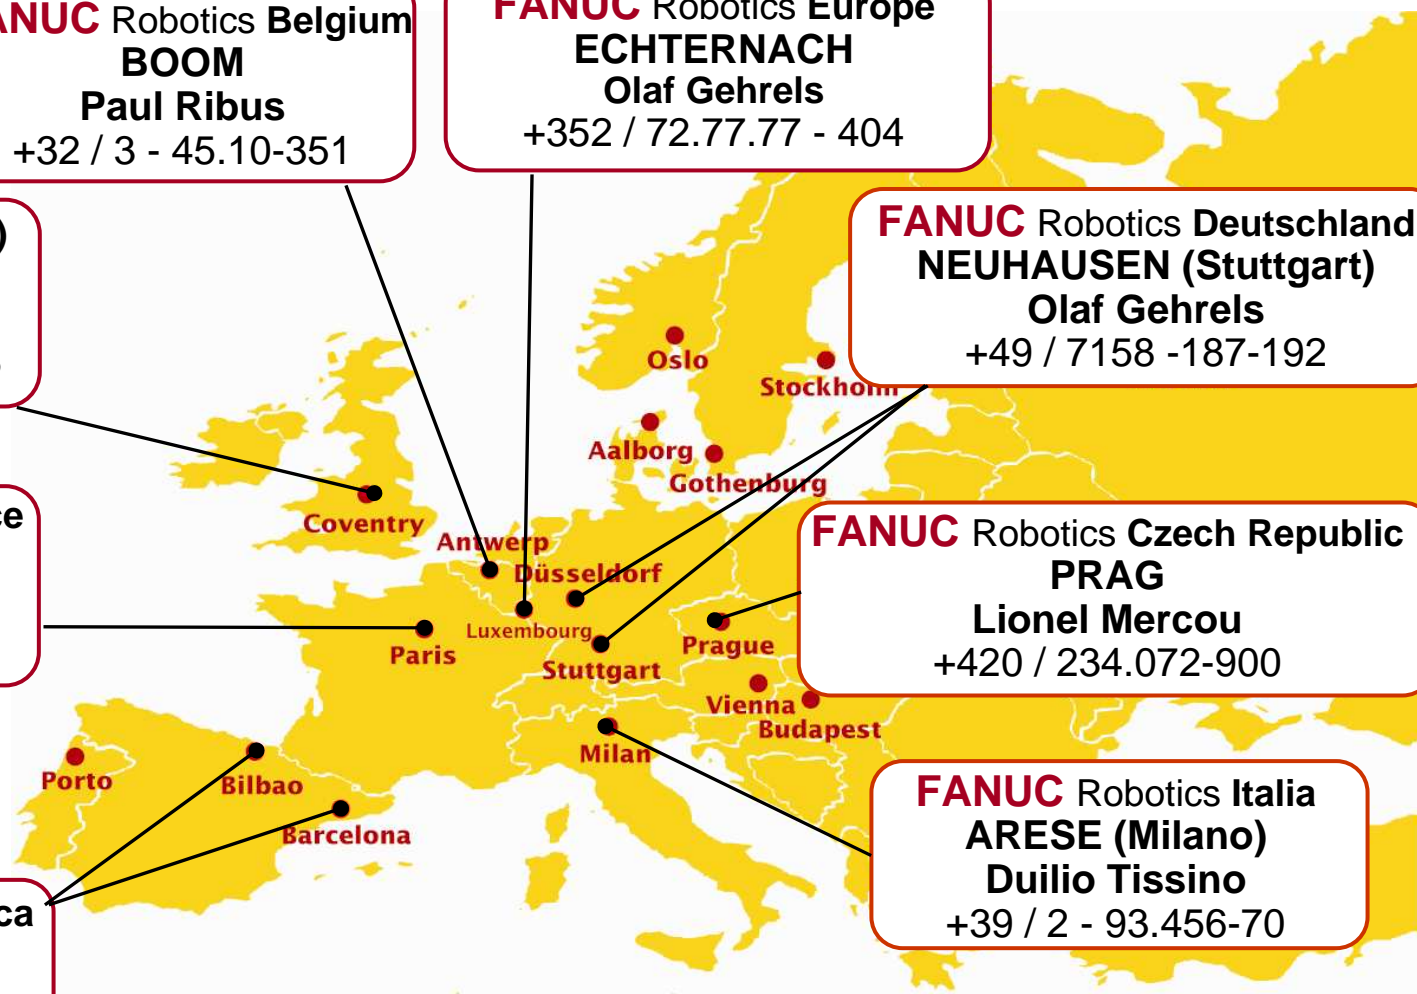 FANUC Robotics Belgium
BOOM
Paul Ribus
+32 / 3 - 45.10-351
FANUC Robotics Europe
ECHTERNACH
Olaf Gehrels
+352 / 72.77.77 - 404
)
FANUC Robotics Deutschland
NEUHAUSEN (Stuttgart)
Olaf Gehrels
+49 / 7158 -187-192
Oslo
Stockholm
Aalborg
Gothenburg
Coventry
Antwerp
Düsseldorf
Luxembourg
Paris
Stuttgart
Prague
Vienna
Budapest
Milan
Porto
Bilbao
Barcelona
ce
FANUC Robotics Czech Republic
PRAG
Lionel Mercou
+420 / 234.072-900
FANUC Robotics Italia
ARESE (Milano)
Duilio Tissino
+39 / 2 - 93.456-70
ca